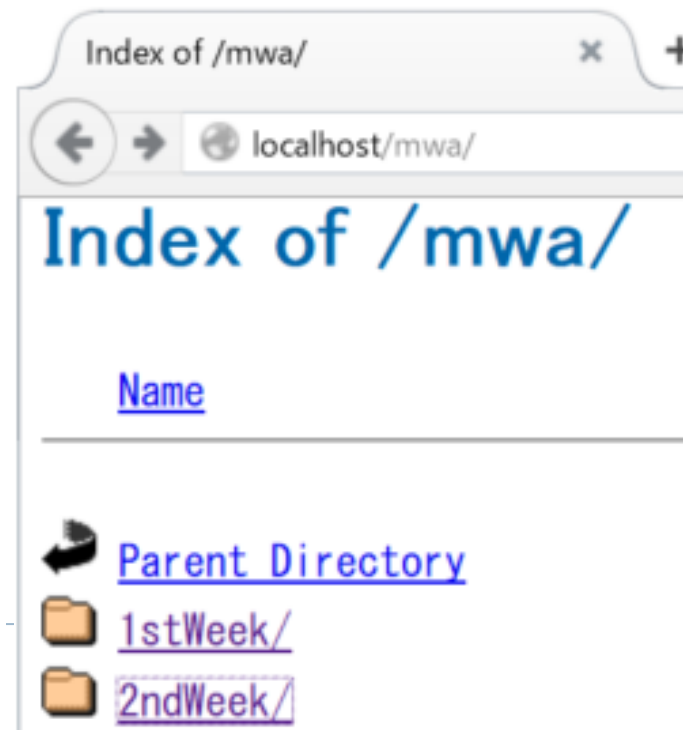 Index of /mwa/
localhost/mwa/
Index of /mwa/
Name
Parent Directory
1stWeek/
2ndWeek/